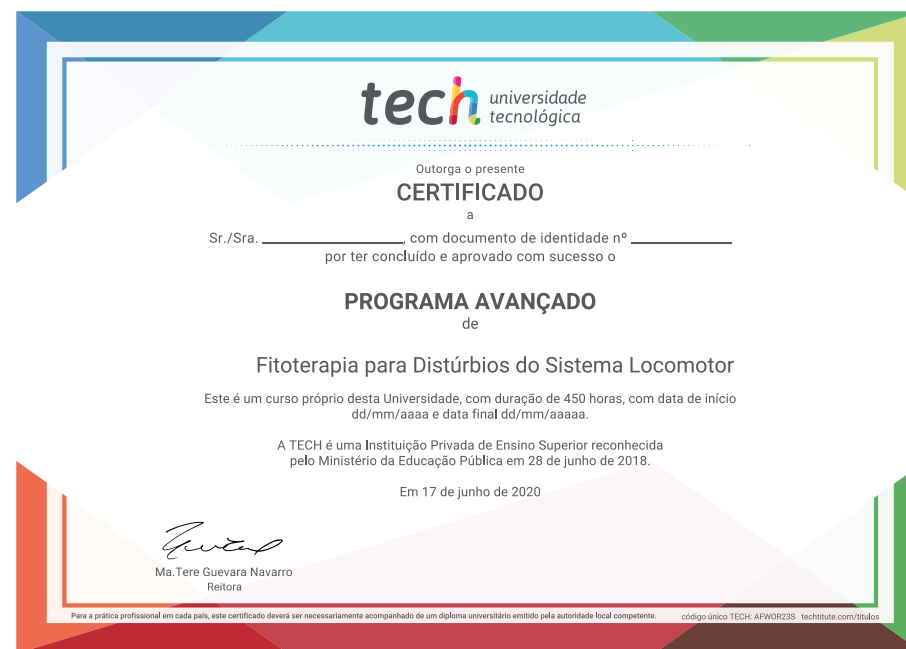 tech universidade
tecnológica
Outorga o presente
CERTIFICADO
a
Sr./Sra. ________________, com documento de identidade nº ____________
por ter concluído e aprovado com sucesso o
PROGRAMA AVANÇADO
de
Fitoterapia para Distúrbios do Sistema Locomotor
Este é um curso próprio desta Universidade, com duração de 450 horas, com data de início
dd/mm/aaaa e data final dd/mm/aaaaa.
A TECH é uma Instituição Privada de Ensino Superior reconhecida
pelo Ministério da Educação Pública em 28 de junho de 2018.
Em 17 de junho de 2020
Ma.Tere Guevara Navarro
Reitora
Para a prática profissional em cada país, este certificado deverá ser necessariamente acompanhado de um diploma universitário emitido pela autoridade local competente. código único TECH: AFWOR23S techtitute.com/titulos